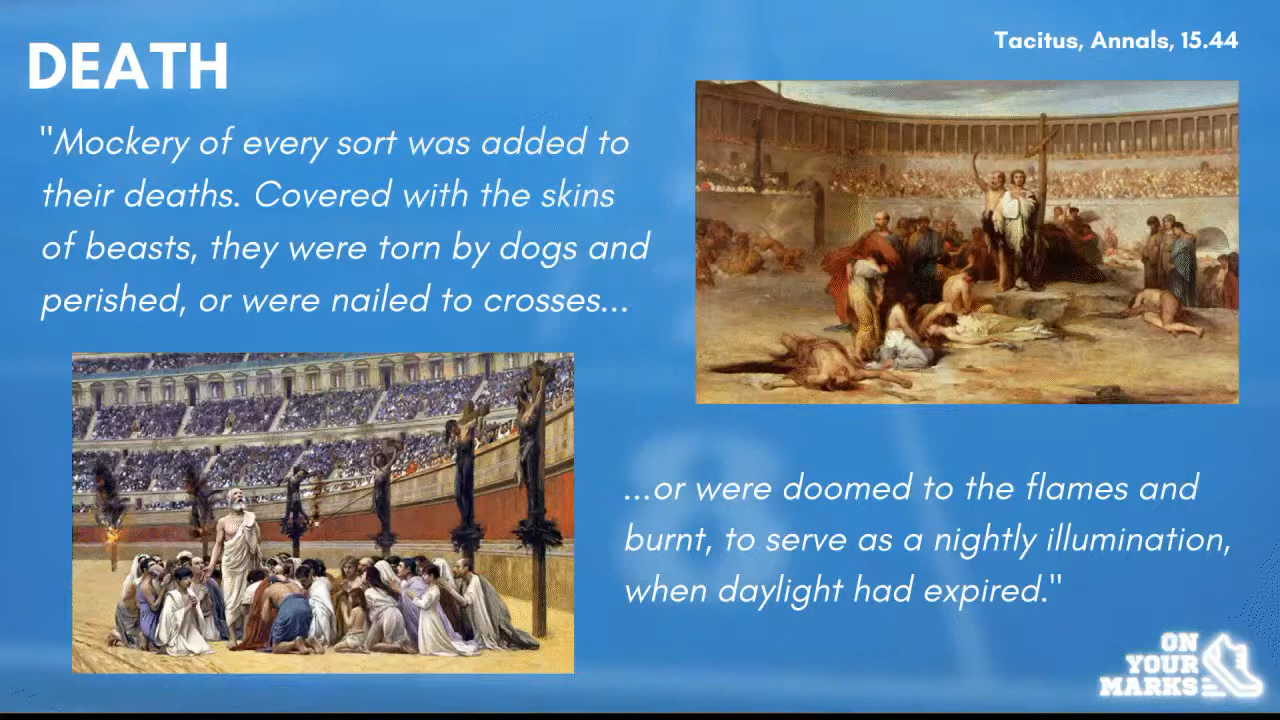 DEATH
Tacitus, Annals, 15.44
"Mockery of every sort was added to
their deaths. Covered with the skins
of beasts, they were torn by dogs and
perished, or were nailed to crosses...
...or were doomed to the flames and
burnt, to serve as a nightly illumination,
when daylight had expired."
8
ON
YOUR
MARKS